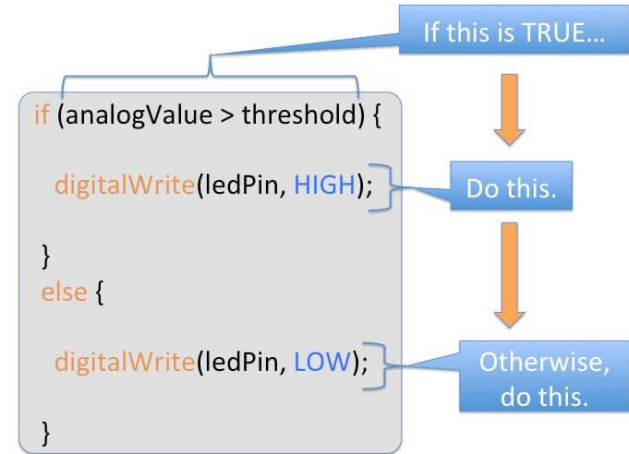 If this is TRUE...
if (analogValue > threshold) {
digitalWrite(ledPin, HIGH);
Do this.
}
else {
digitalWrite(ledPin, LOW);
Otherwise,
do this.
}